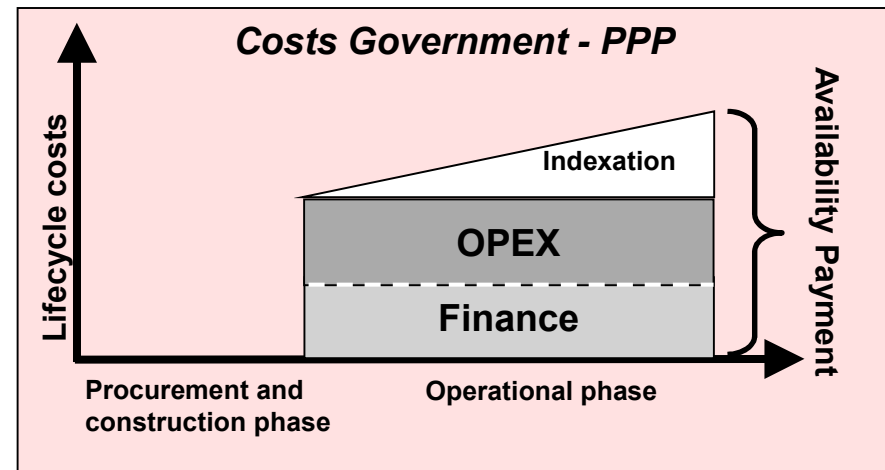 Costs Government - PPP
Lifecycle costs
Indexation
OPEX
Finance
Availability Payment
Procurement and
construction phase
Operational phase